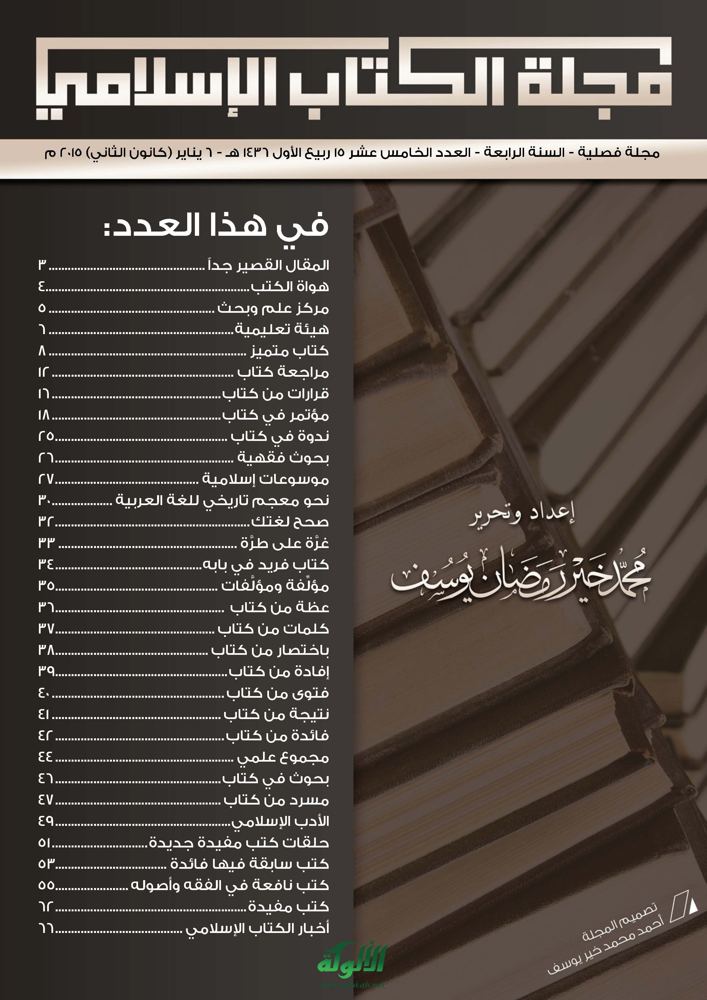 مجلة الكتاب الإسلامي
مجلة فصلية - السنة الرابعة - العدد الخامس عشر ١٥ ربيع الأول ١٤٣٦ هـ - ٦ يناير (كانون الثاني) ٢٠١٥ م
في هذا العدد:
المقال القصير جداً ................................................ ٣
هواة الكتب................................................................٤
مركز علم وبحث ................................................... ٥
هيئة تعليمية......................................................... ٦
كتاب متميز ............................................................. ٨
مراجعة كتاب ........................................................ ١٢
قرارات من كتاب.................................................... ١٦
مؤتمر في كتاب.................................................... ١٨
ندوة في كتاب .....................................................٢٥
بحوث فقهية .......................................................٢٦
موسوعات إسلامية ............................................٢٧
نحو معجم تاريخي للغة العربية ...................٣٠
صحح لغتك............................................................٣٢
غرَّة على طرَّة ....................................................... ٣٣
كتاب فريد في بابه.............................................٣٤
مؤلِّفة ومؤلَّفات ..................................................٣٥
عظة من كتاب ....................................................٣٦
كلمات من كتاب .................................................٣٧
باختصار من كتاب ...............................................٣٨
إفادة من كتاب.....................................................٣٩
فتوى من كتاب.....................................................٤٠
نتيجة من كتاب .................................................... ٤١
فائدة من كتاب.................................................... ٤٢
مجموع علمي ....................................................... ٤٤
بحوث في كتاب...................................................٤٦
مسرد من كتاب ................................................... ٤٧
الأدب الإسلامي......................................................٤٩
حلقات كتب مفيدة جديدة.............................٥١
كتب سابقة فيها فائدة ..................................٥٣
كتب نافعة في الفقه وأصوله ......................٥٥
كتب مفيدة...........................................................٦٢
أخبار الكتاب الإسلامي .......................................٦٦
إعداد وتحرير
محمد خير رمضان يوسف
تصميم المجلة
أحمد محمد خير يوسف
الألوكة
www.alukah.net